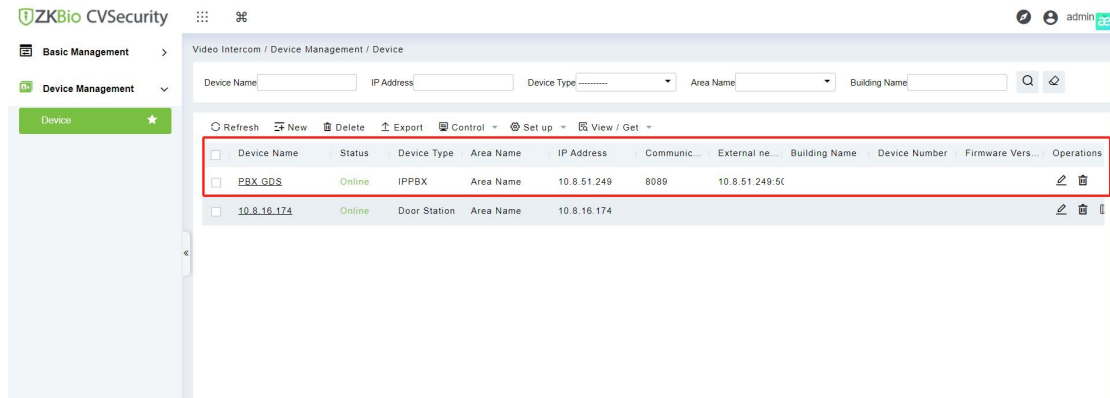 ZKBio CVSecurity
admin
Basic Management
Video Intercom / Device Management / Device
Device Management
Device
Device Name IP Address Device Type ---------- Area Name Building Name
Refresh New Delete Export Control Set up View / Get
Device Name Status Device Type Area Name IP Address Communic... External ne... Building Name Device Number Firmware Vers... Operations
PBX GDS Online IPPBX Area Name 10.8.51.249 8089 10.8.51.249:50
10.8.16.174 Online Door Station Area Name 10.8.16.174